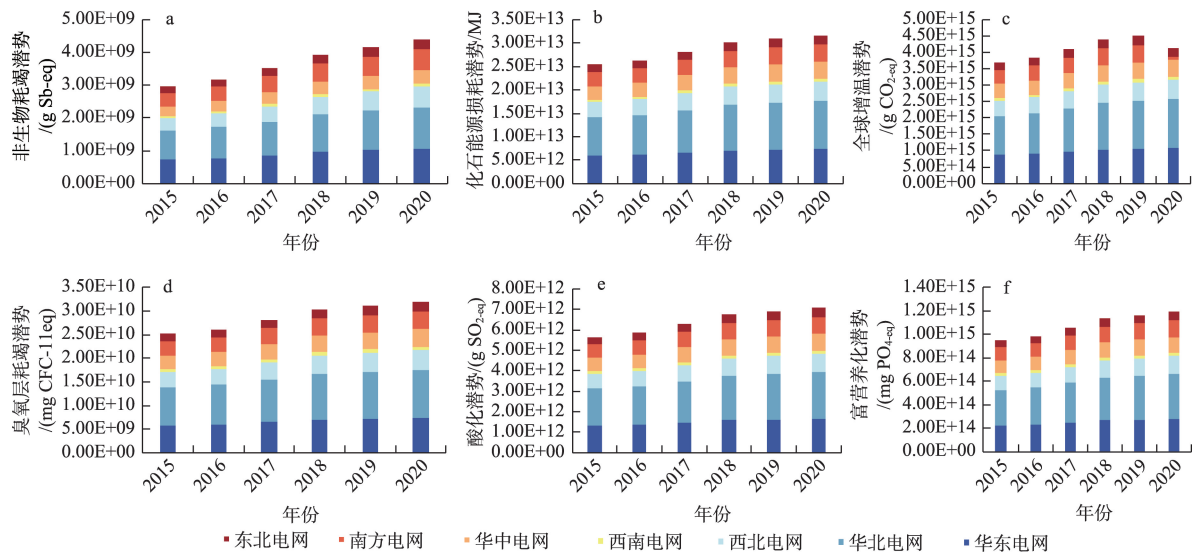 a
5.00E+09
4.00E+09
3.00E+09
2.00E+09
1.00E+09
0.00E+00
非生物耗竭潜势
/(g Sb-eq)
2015
2016
2017
2018
2019
2020
年份
b
3.50E+13
3.00E+13
2.50E+13
2.00E+13
1.50E+13
1.00E+13
5.00E+12
0.00E+00
化石能源损耗潜势/MJ
2015
2016
2017
2018
2019
2020
年份
c
5.00E+15
4.50E+15
4.00E+15
3.50E+15
3.00E+15
2.50E+15
2.00E+15
1.50E+15
1.00E+15
5.00E+14
0.00E+00
全球增温潜势
/(g CO2-eq)
2015
2016
2017
2018
2019
2020
年份
d
3.50E+10
3.00E+10
2.50E+10
2.00E+10
1.50E+10
1.00E+10
5.00E+09
0.00E+00
臭氧层耗竭潜势
/(mg CFC-11eq)
2015
2016
2017
2018
2019
2020
年份
e
8.00E+12
7.00E+12
6.00E+12
5.00E+12
4.00E+12
3.00E+12
2.00E+12
1.00E+12
0.00E+00
酸化潜势/(g SO2-eq)
2015
2016
2017
2018
2019
2020
年份
f
1.40E+15
1.20E+15
1.00E+15
8.00E+14
6.00E+14
4.00E+14
2.00E+14
0.00E+00
富营养化潜势
/(mg PO4-eq)
2015
2016
2017
2018
2019
2020
年份
东北电网 南方电网 华中电网 西南电网 西北电网 华北电网 华东电网